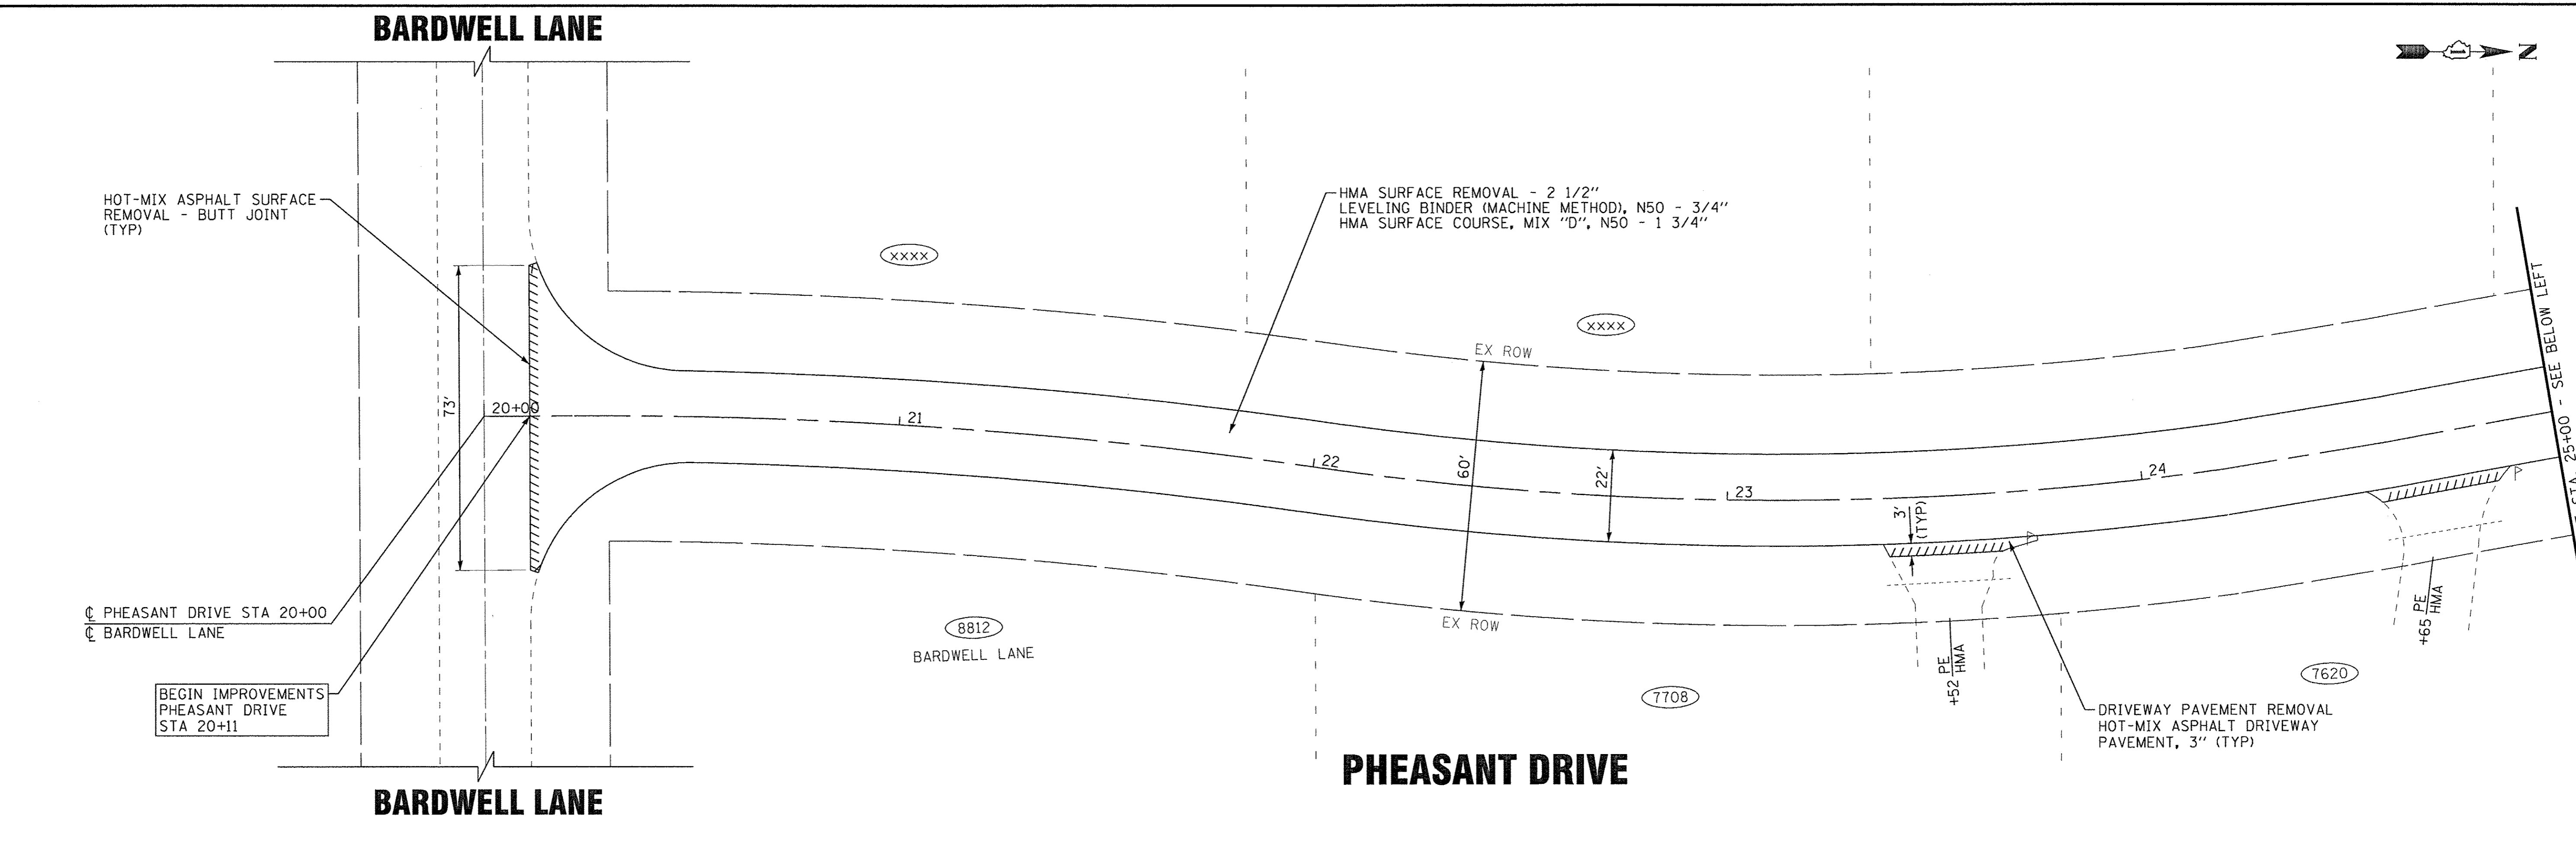 BARDWELL LANE
N
HOT-MIX ASPHALT SURFACE
REMOVAL - BUTT JOINT
(TYP)
HMA SURFACE REMOVAL - 2 1/2"
LEVELING BINDER (MACHINE METHOD), N50 - 3/4"
HMA SURFACE COURSE, MIX "D", N50 - 1 3/4"
XXXX
XXXX
EX ROW
STA. 25+00 - SEE BELOW LEFT
73'
20+00
21
22
23
24
60'
22'
3'
(TYP)
P
P
℄ PHEASANT DRIVE STA 20+00
℄ BARDWELL LANE
8812
BARDWELL LANE
EX ROW
+52 PE
HMA
+65 PE
HMA
BEGIN IMPROVEMENTS
PHEASANT DRIVE
STA 20+11
7708
7620
DRIVEWAY PAVEMENT REMOVAL
HOT-MIX ASPHALT DRIVEWAY
PAVEMENT, 3" (TYP)
PHEASANT DRIVE
BARDWELL LANE